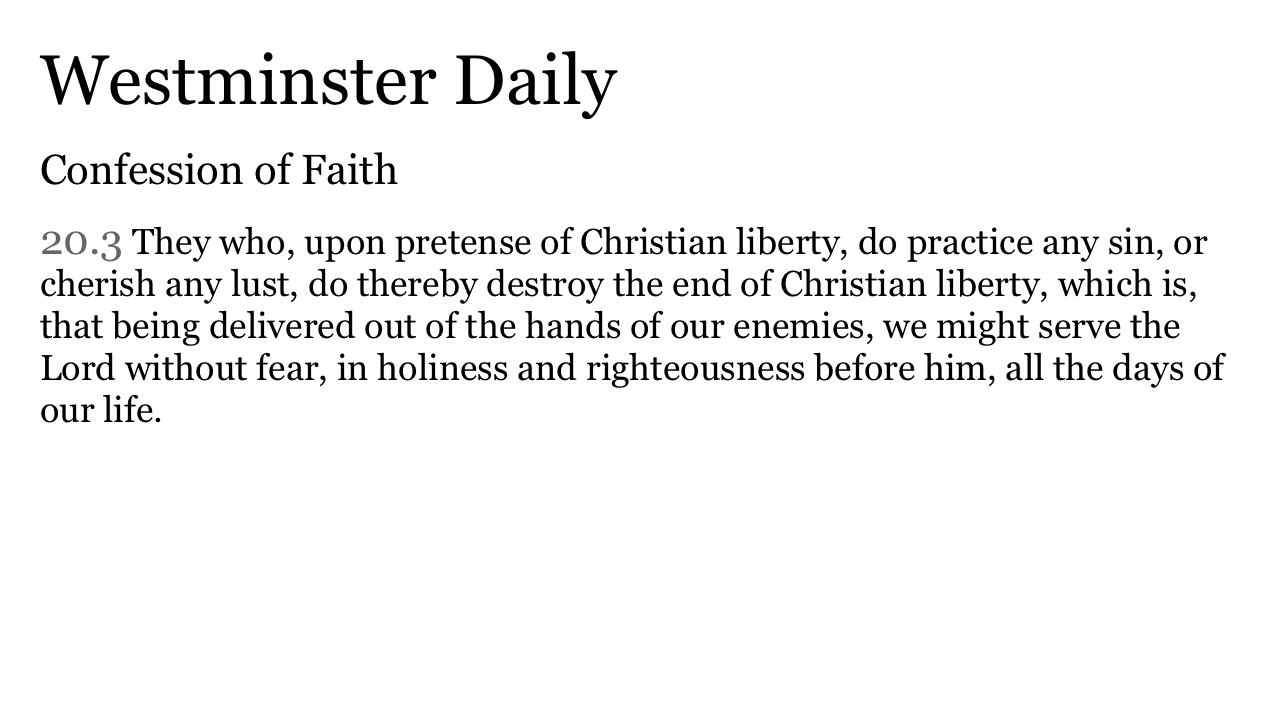 Westminster Daily
Confession of Faith
20.3 They who, upon pretense of Christian liberty, do practice any sin, or
cherish any lust, do thereby destroy the end of Christian liberty, which is,
that being delivered out of the hands of our enemies, we might serve the
Lord without fear, in holiness and righteousness before him, all the days of
our life.